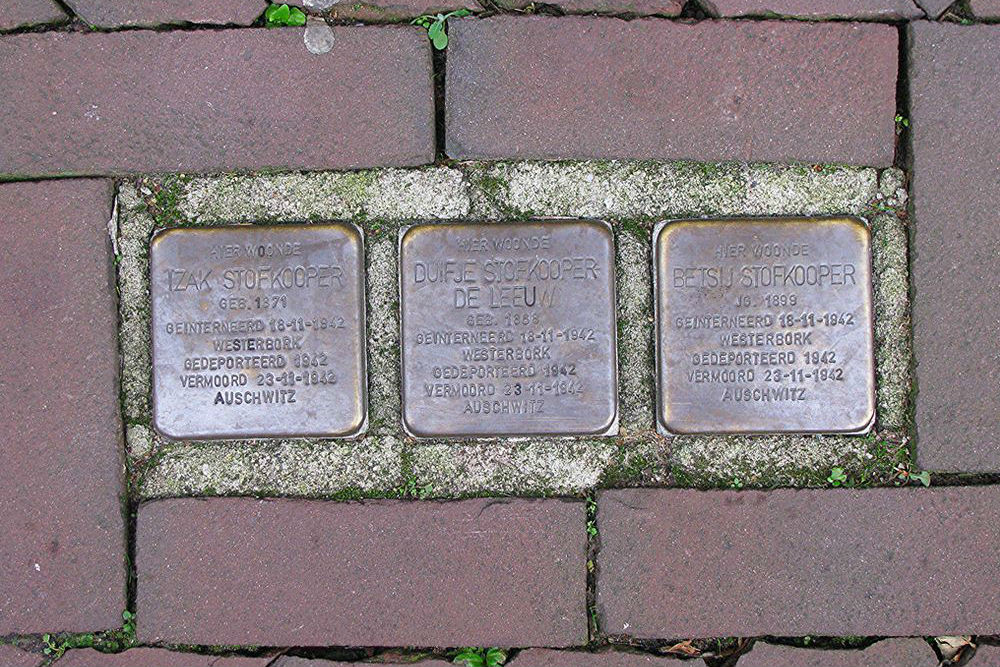 HIER WOONDE
IZAK STOFKOOPER
GEB. 1871
GEINTERNEERD 18-11-1942
WESTERBORK
GEDEPORTEERD 1942
VERMOORD 23-11-1942
AUSCHWITZ
HIER WOONDE
DUIFJE STOFKOOPER-
DE LEEUW
GEB. 1868
GEINTERNEERD 18-11-1942
WESTERBORK
GEDEPORTEERD 1942
VERMOORD 23-11-1942
AUSCHWITZ
HIER WOONDE
BETSIJ STOFKOOPER
JG. 1899
GEINTERNEERD 18-11-1942
WESTERBORK
GEDEPORTEERD 1942
VERMOORD 23-11-1942
AUSCHWITZ